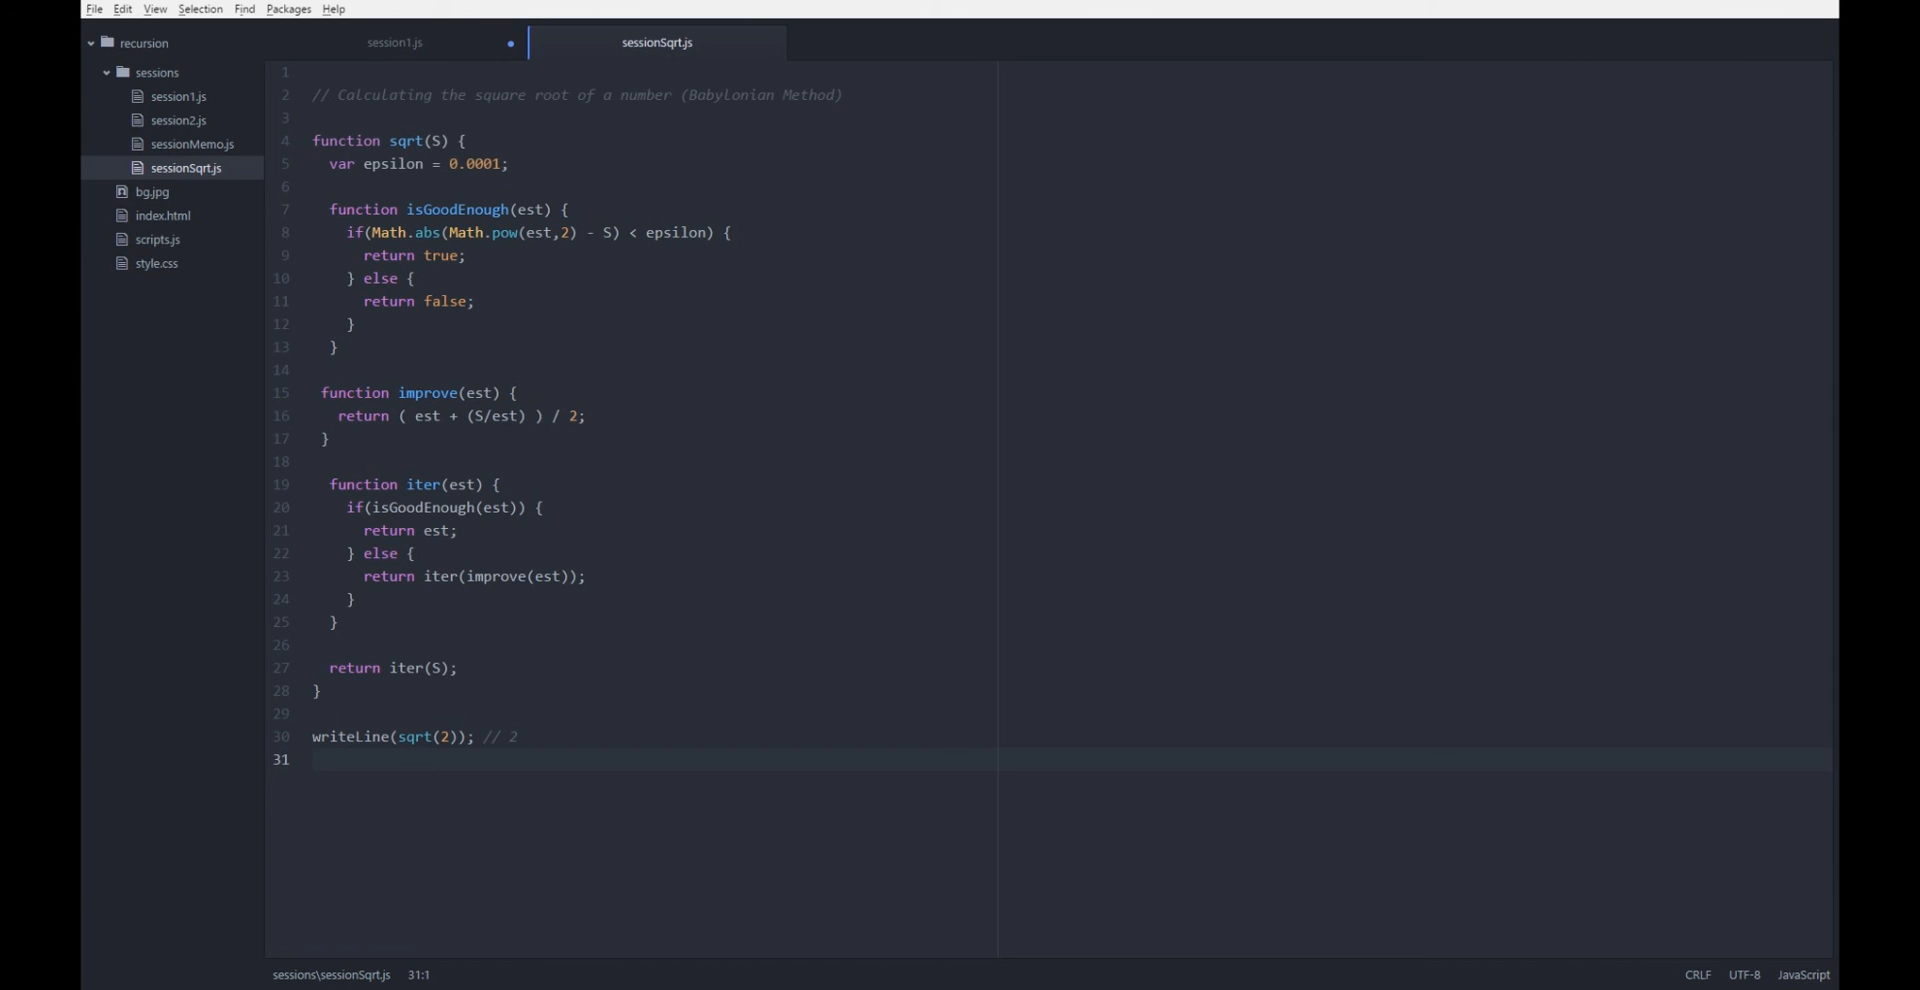 File Edit View Selection Find Packages Help
recursion
sessions
session1.js
session2.js
sessionMemo.js
sessionSqrt.js
bg.jpg
index.html
scripts.js
style.css
session1.js
sessionSqrt.js
1
2 // Calculating the square root of a number (Babylonian Method)
3
4 function sqrt(S) {
5 var epsilon = 0.0001;
6
7 function isGoodEnough(est) {
8 if(Math.abs(Math.pow(est,2) - S) < epsilon) {
9 return true;
10 } else {
11 return false;
12 }
13 }
14
15 function improve(est) {
16 return ( est + (S/est) ) / 2;
17 }
18
19 function iter(est) {
20 if(isGoodEnough(est)) {
21 return est;
22 } else {
23 return iter(improve(est));
24 }
25 }
26
27 return iter(S);
28 }
29
30 writeLine(sqrt(2)); // 2
31
sessions\sessionSqrt.js 31:1 CRLF UTF-8 JavaScript